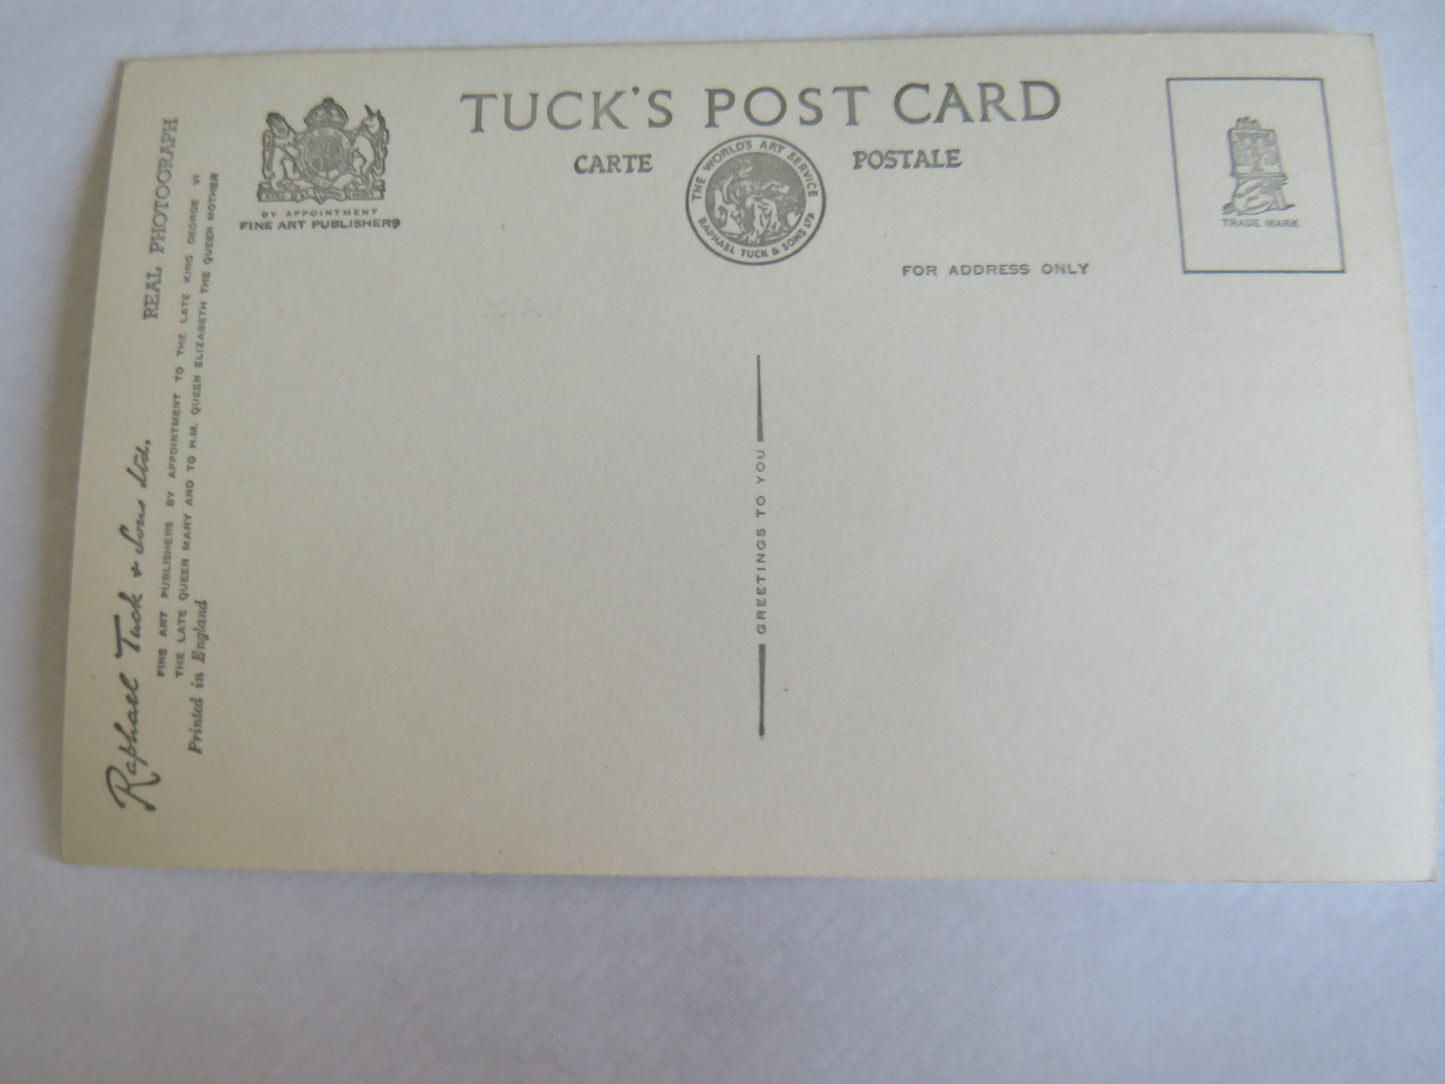 TUCK'S POST CARD
CARTE POSTALE
THE WORLD'S ART SERVICE
RAPHAEL TUCK & SONS LTD
BY APPOINTMENT
FINE ART PUBLISHERS
TRADE MARK
FOR ADDRESS ONLY
GREETINGS TO YOU
Raphael Tuck & Sons Ltd.
REAL PHOTOGRAPH
FINE ART PUBLISHERS BY APPOINTMENT TO THE LATE KING GEORGE VI
THE LATE QUEEN MARY AND TO H.M. QUEEN ELIZABETH THE QUEEN MOTHER
Printed in England